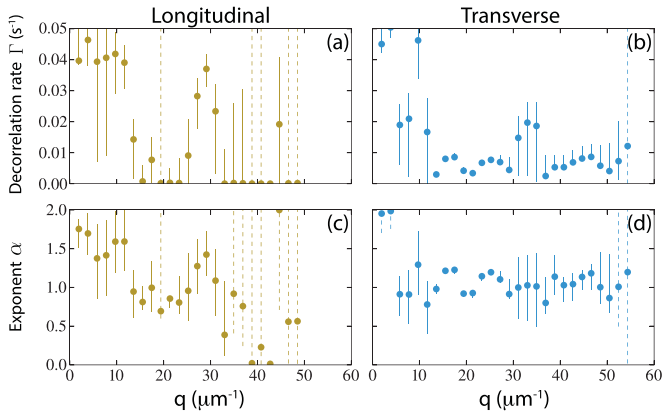 Longitudinal Transverse
Decorrelation rate Γ (s⁻¹)
0.05
0.04
0.03
0.02
0.01
0.00
(a)
(b)
Exponent α
2.0
1.5
1.0
0.5
0.0
(c)
(d)
0 10 20 30 40 50 60
0 10 20 30 40 50 60
q (μm⁻¹) q (μm⁻¹)